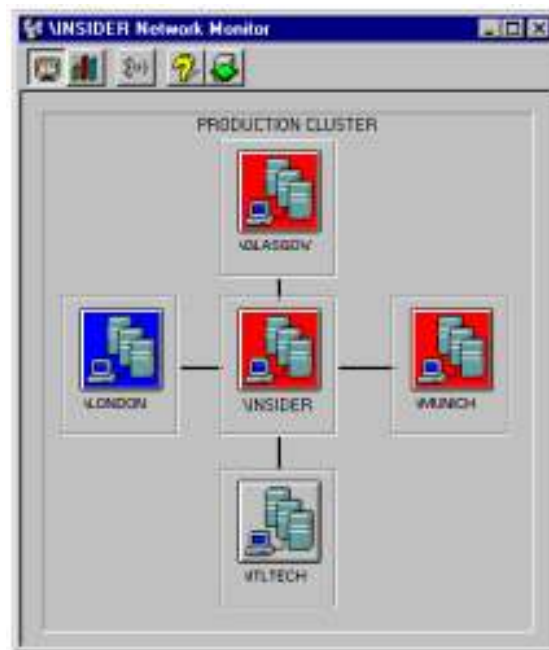 \INSIDER Network Monitor
PRODUCTION CLUSTER
\GLASGOW
\LONDON
\INSIDER
\MUNICH
\ITLTECH